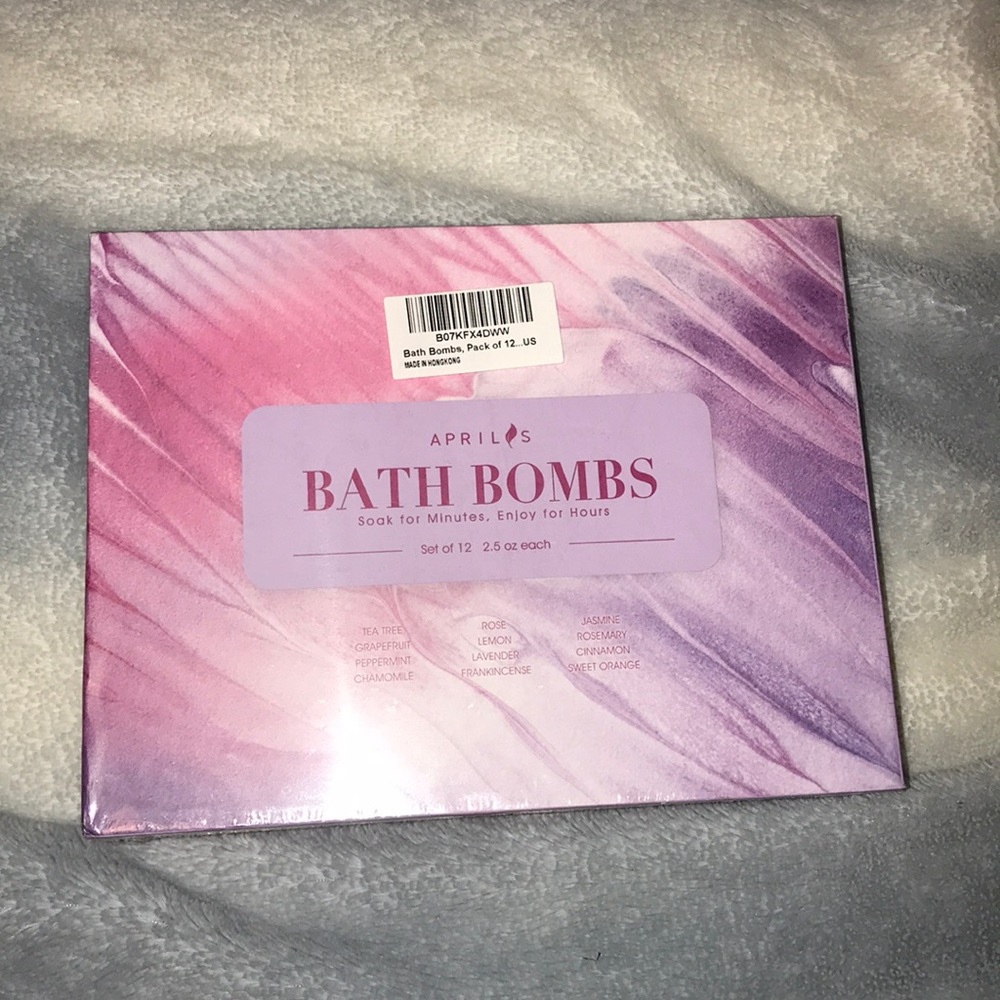 B07KFX4DWW
Bath Bombs, Pack of 12...US
MADE IN HONGKONG
APRILIS
BATH BOMBS
Soak for Minutes, Enjoy for Hours
Set of 12 2.5 oz each
TEA TREE
GRAPEFRUIT
PEPPERMINT
CHAMOMILE
ROSE
LEMON
LAVENDER
FRANKINCENSE
JASMINE
ROSEMARY
CINNAMON
SWEET ORANGE